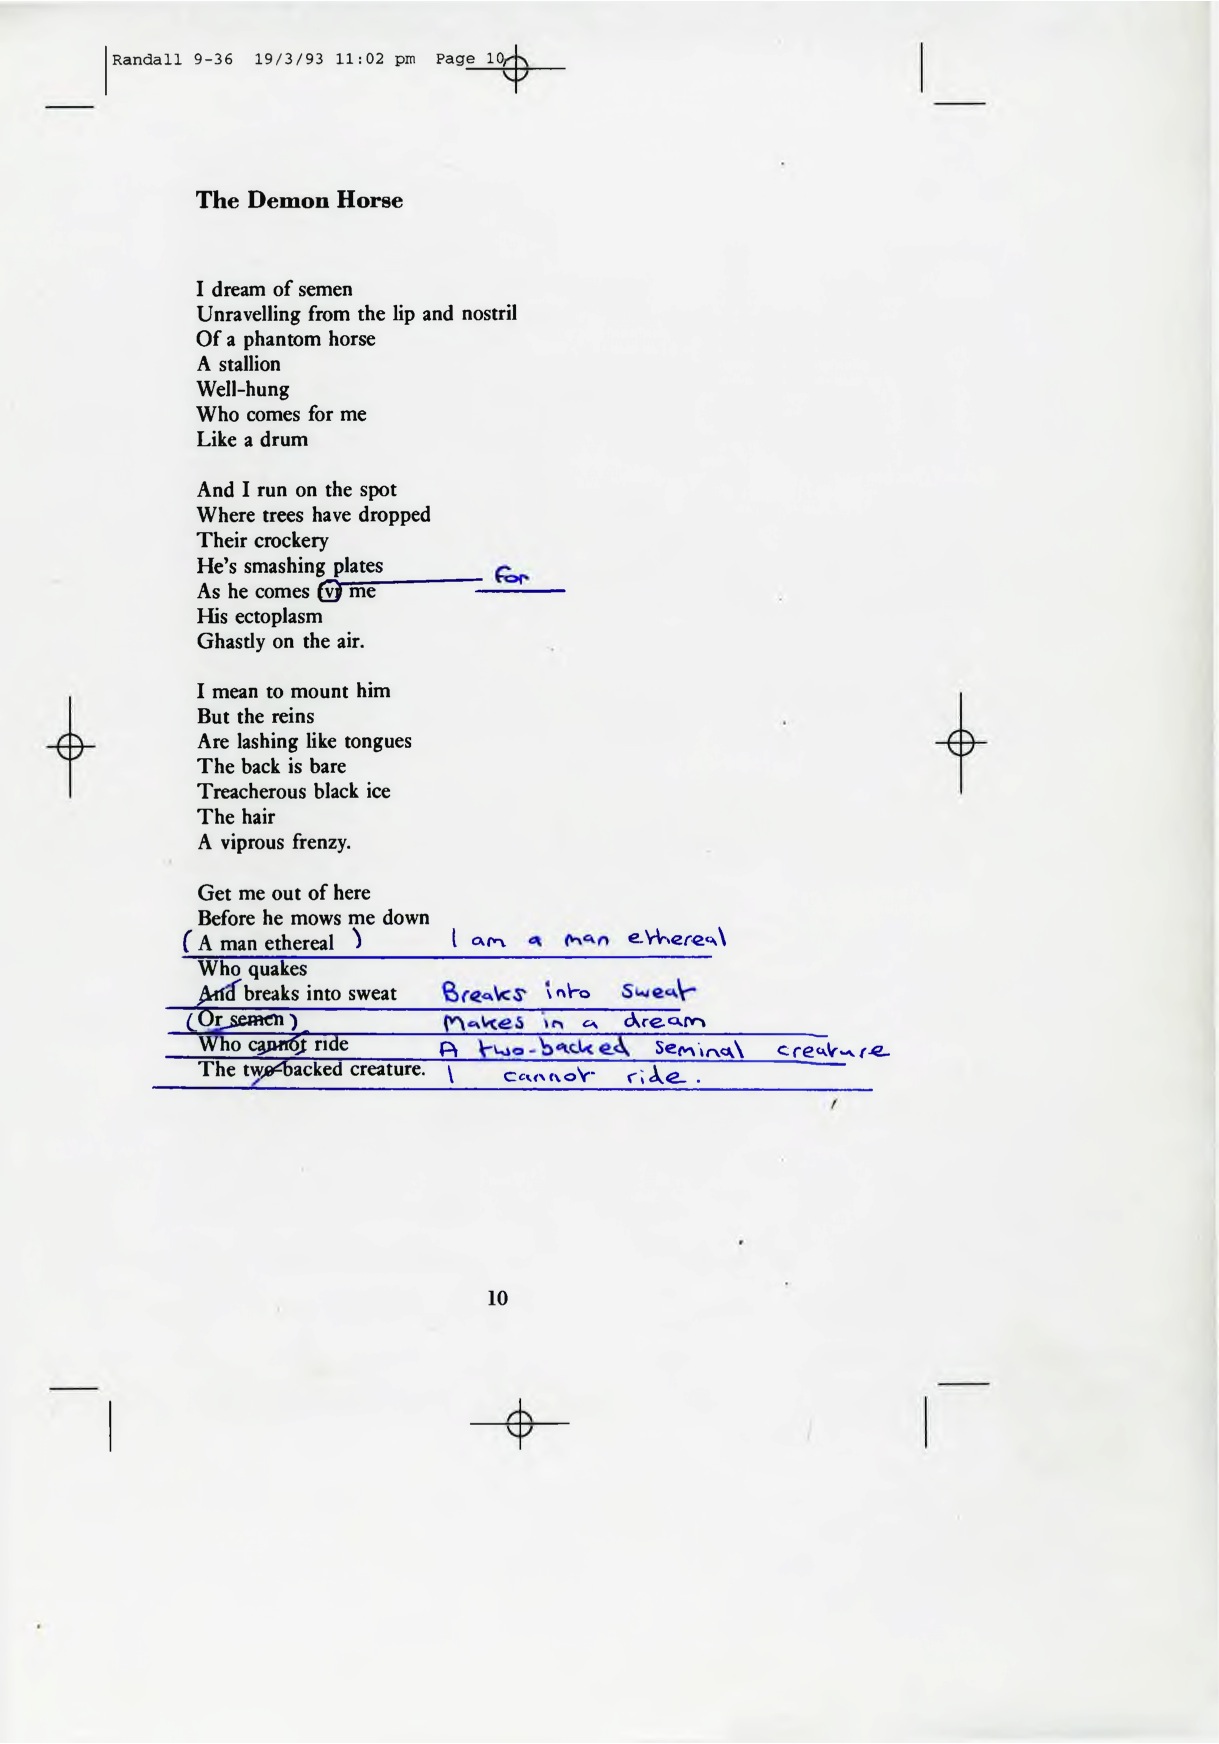 Randall 9-36 19/3/93 11:02 pm Page 10
The Demon Horse
I dream of semen
Unravelling from the lip and nostril
Of a phantom horse
A stallion
Well-hung
Who comes for me
Like a drum
And I run on the spot
Where trees have dropped
Their crockery
He's smashing plates
As he comes me for
His ectoplasm
Ghastly on the air.
I mean to mount him
But the reins
Are lashing like tongues
The back is bare
Treacherous black ice
The hair
A viprous frenzy.
Get me out of here
Before he mows me down
(A man ethereal) I am a man ethereal
Who quakes
And breaks into sweat Breaks into sweat
(Or semen) Makes in a dream
Who cannot ride A two-backed seminal creature
The two-backed creature. I cannot ride.
10